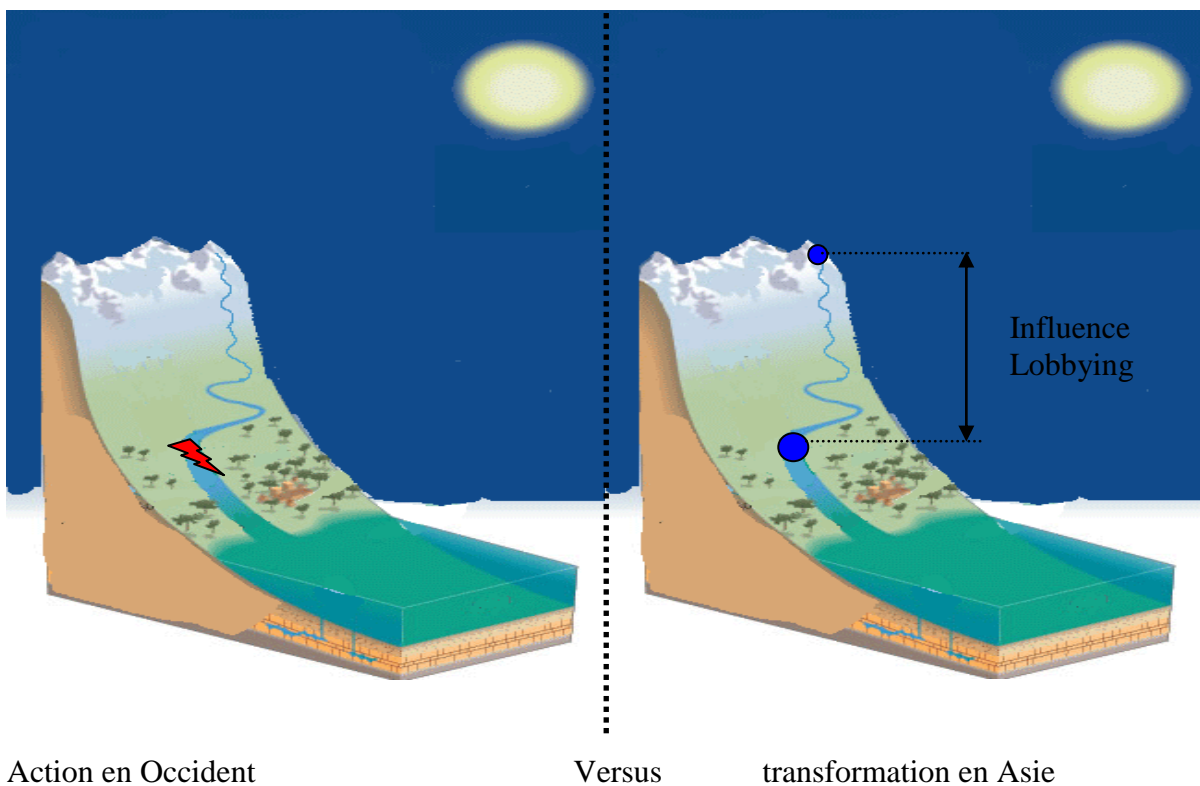 Influence
Lobbying
Action en Occident Versus transformation en Asie